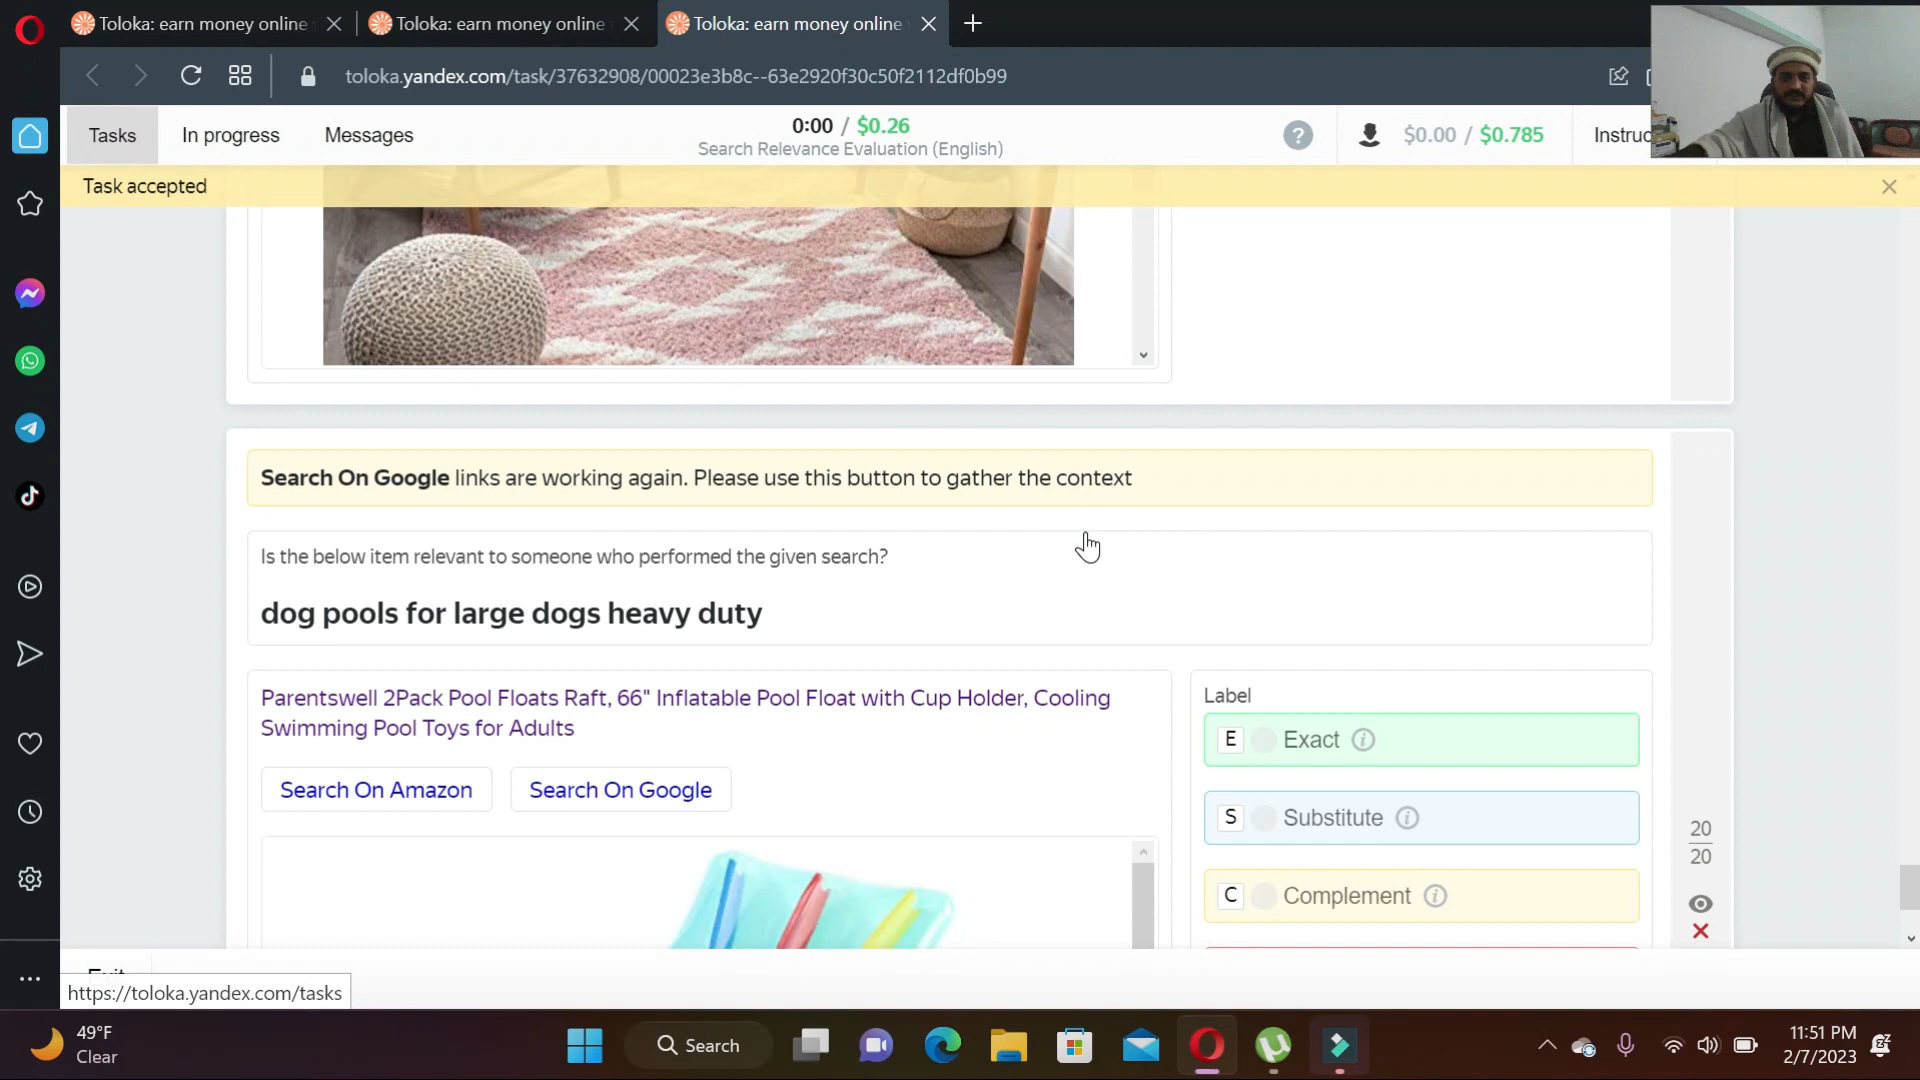 Toloka: earn money online
Toloka: earn money online
Toloka: earn money online
toloka.yandex.com/task/37632908/00023e3b8c--63e2920f30c50f2112df0b99
Tasks
In progress
Messages
0:00 / $0.26
Search Relevance Evaluation (English)
?
$0.00 / $0.785
Instruc
Task accepted
Search On Google links are working again. Please use this button to gather the context
Is the below item relevant to someone who performed the given search?
dog pools for large dogs heavy duty
Parentswell 2Pack Pool Floats Raft, 66" Inflatable Pool Float with Cup Holder, Cooling
Swimming Pool Toys for Adults
Search On Amazon
Search On Google
Label
E Exact
S Substitute
C Complement
20
20
Exit
https://toloka.yandex.com/tasks
49°F
Clear
Search
11:51 PM
2/7/2023